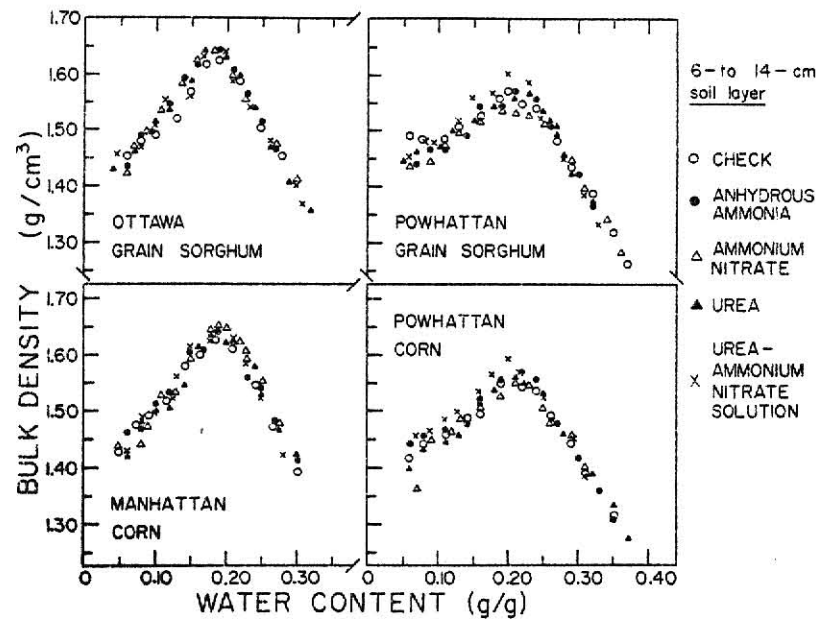 1.70
1.60
1.50
1.40
1.30
OTTAWA
GRAIN SORGHUM
POWHATTAN
GRAIN SORGHUM
1.70
1.60
1.50
1.40
1.30
MANHATTAN
CORN
POWHATTAN
CORN
BULK DENSITY (g/cm³)
0 0.10 0.20 0.30 0 0.10 0.20 0.30 0.40
WATER CONTENT (g/g)
6-to 14-cm
soil layer
CHECK
ANHYDROUS
AMMONIA
AMMONIUM
NITRATE
UREA
UREA-
AMMONIUM
NITRATE
SOLUTION